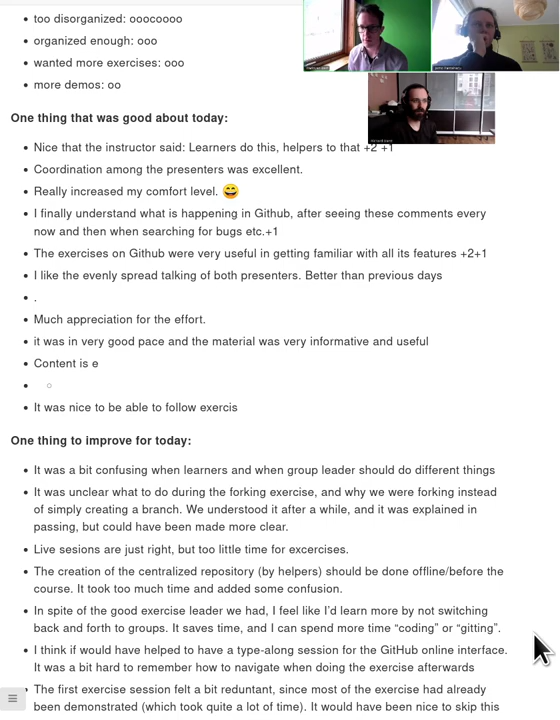 too disorganized: ooocoooo
organized enough: ooo
wanted more exercises: ooo
more demos: oo
One thing that was good about today:
Nice that the instructor said: Learners do this, helpers to that +2 +1
Coordination among the presenters was excellent.
Really increased my comfort level. 😄
I finally understand what is happening in Github, after seeing these comments every
now and then when searching for bugs etc.+1
The exercises on Github were very useful in getting familiar with all its features +2+1
I like the evenly spread talking of both presenters. Better than previous days
.
Much appreciation for the effort.
it was in very good pace and the material was very informative and useful
Content is e
It was nice to be able to follow exercis
One thing to improve for today:
It was a bit confusing when learners and when group leader should do different things
It was unclear what to do during the forking exercise, and why we were forking instead
of simply creating a branch. We understood it after a while, and it was explained in
passing, but could have been made more clear.
Live sesions are just right, but too little time for excercises.
The creation of the centralized repository (by helpers) should be done offline/before the
course. It took too much time and added some confusion.
In spite of the good exercise leader we had, I feel like I'd learn more by not switching
back and forth to groups. It saves time, and I can spend more time “coding” or “gitting”.
I think if would have helped to have a type-along session for the GitHub online interface.
It was a bit hard to remember how to navigate when doing the exercise afterwards
The first exercise session felt a bit reduntant, since most of the exercise had already
been demonstrated (which took quite a lot of time). It would have been nice to skip this